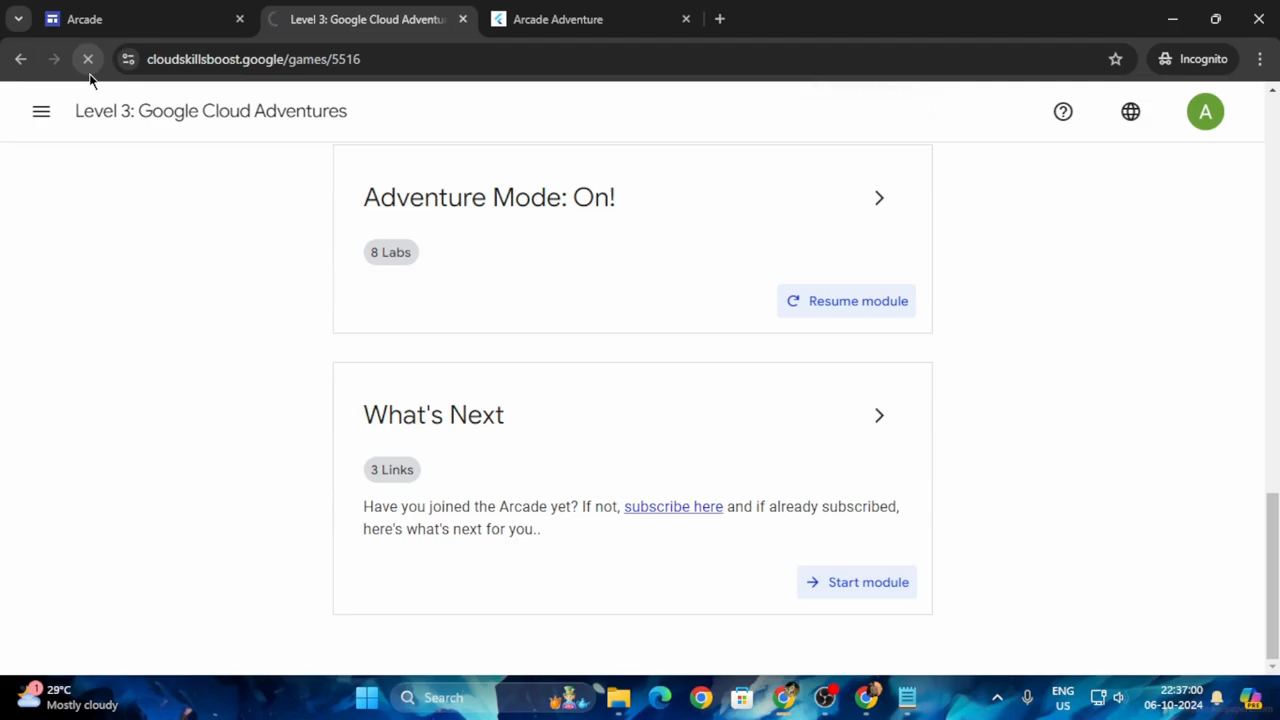 Arcade
Level 3: Google Cloud Adventu
Arcade Adventure
cloudskillsboost.google/games/5516
Incognito
Level 3: Google Cloud Adventures
A
Adventure Mode: On!
8 Labs
Resume module
What's Next
3 Links
Have you joined the Arcade yet? If not, subscribe here and if already subscribed,
here's what's next for you..
Start module
1
29°C
Mostly cloudy
Search
ENG
US
22:37:00
06-10-2024
PRE